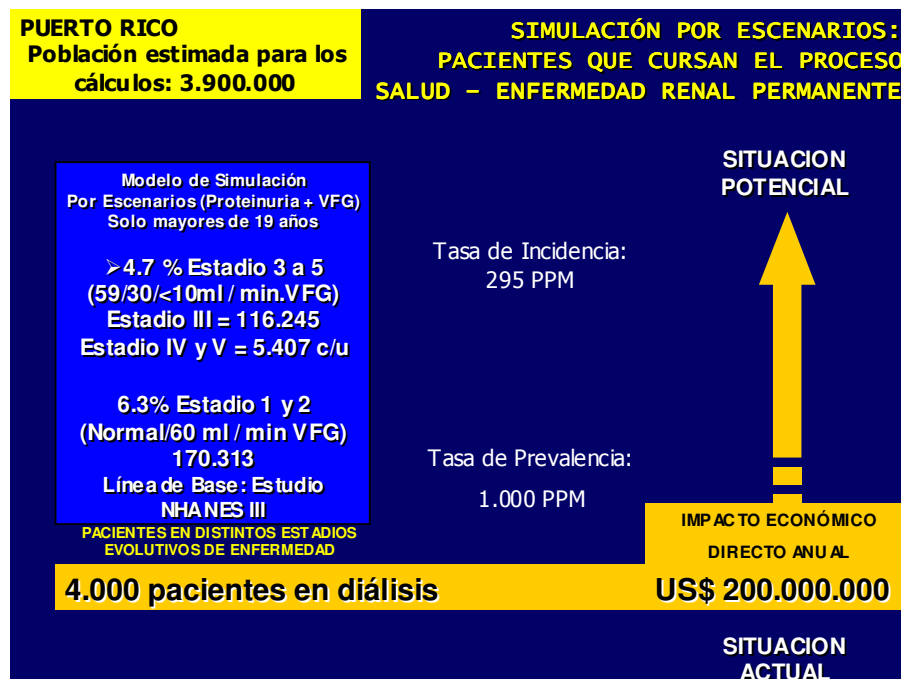 PUERTO RICO
Población estimada para los
cálculos: 3.900.000
SIMULACIÓN POR ESCENARIOS:
PACIENTES QUE CURSAN EL PROCESO
SALUD – ENFERMEDAD RENAL PERMANENTE
Modelo de Simulación
Por Escenarios (Proteinuria + VFG)
Solo mayores de 19 años
➢4.7 % Estadio 3 a 5
(59/30/<10ml / min.VFG)
Estadio III = 116.245
Estadio IV y V = 5.407 c/u
6.3% Estadio 1 y 2
(Normal/60 ml / min VFG)
170.313
Línea de Base: Estudio
NHANES III
PACIENTES EN DISTINTOS ESTADIOS
EVOLUTIVOS DE ENFERMEDAD
Tasa de Incidencia:
295 PPM
Tasa de Prevalencia:
1.000 PPM
SITUACION
POTENCIAL
IMPACTO ECONÓMICO
DIRECTO ANUAL
4.000 pacientes en diálisis
US$ 200.000.000
SITUACION
ACTUAL